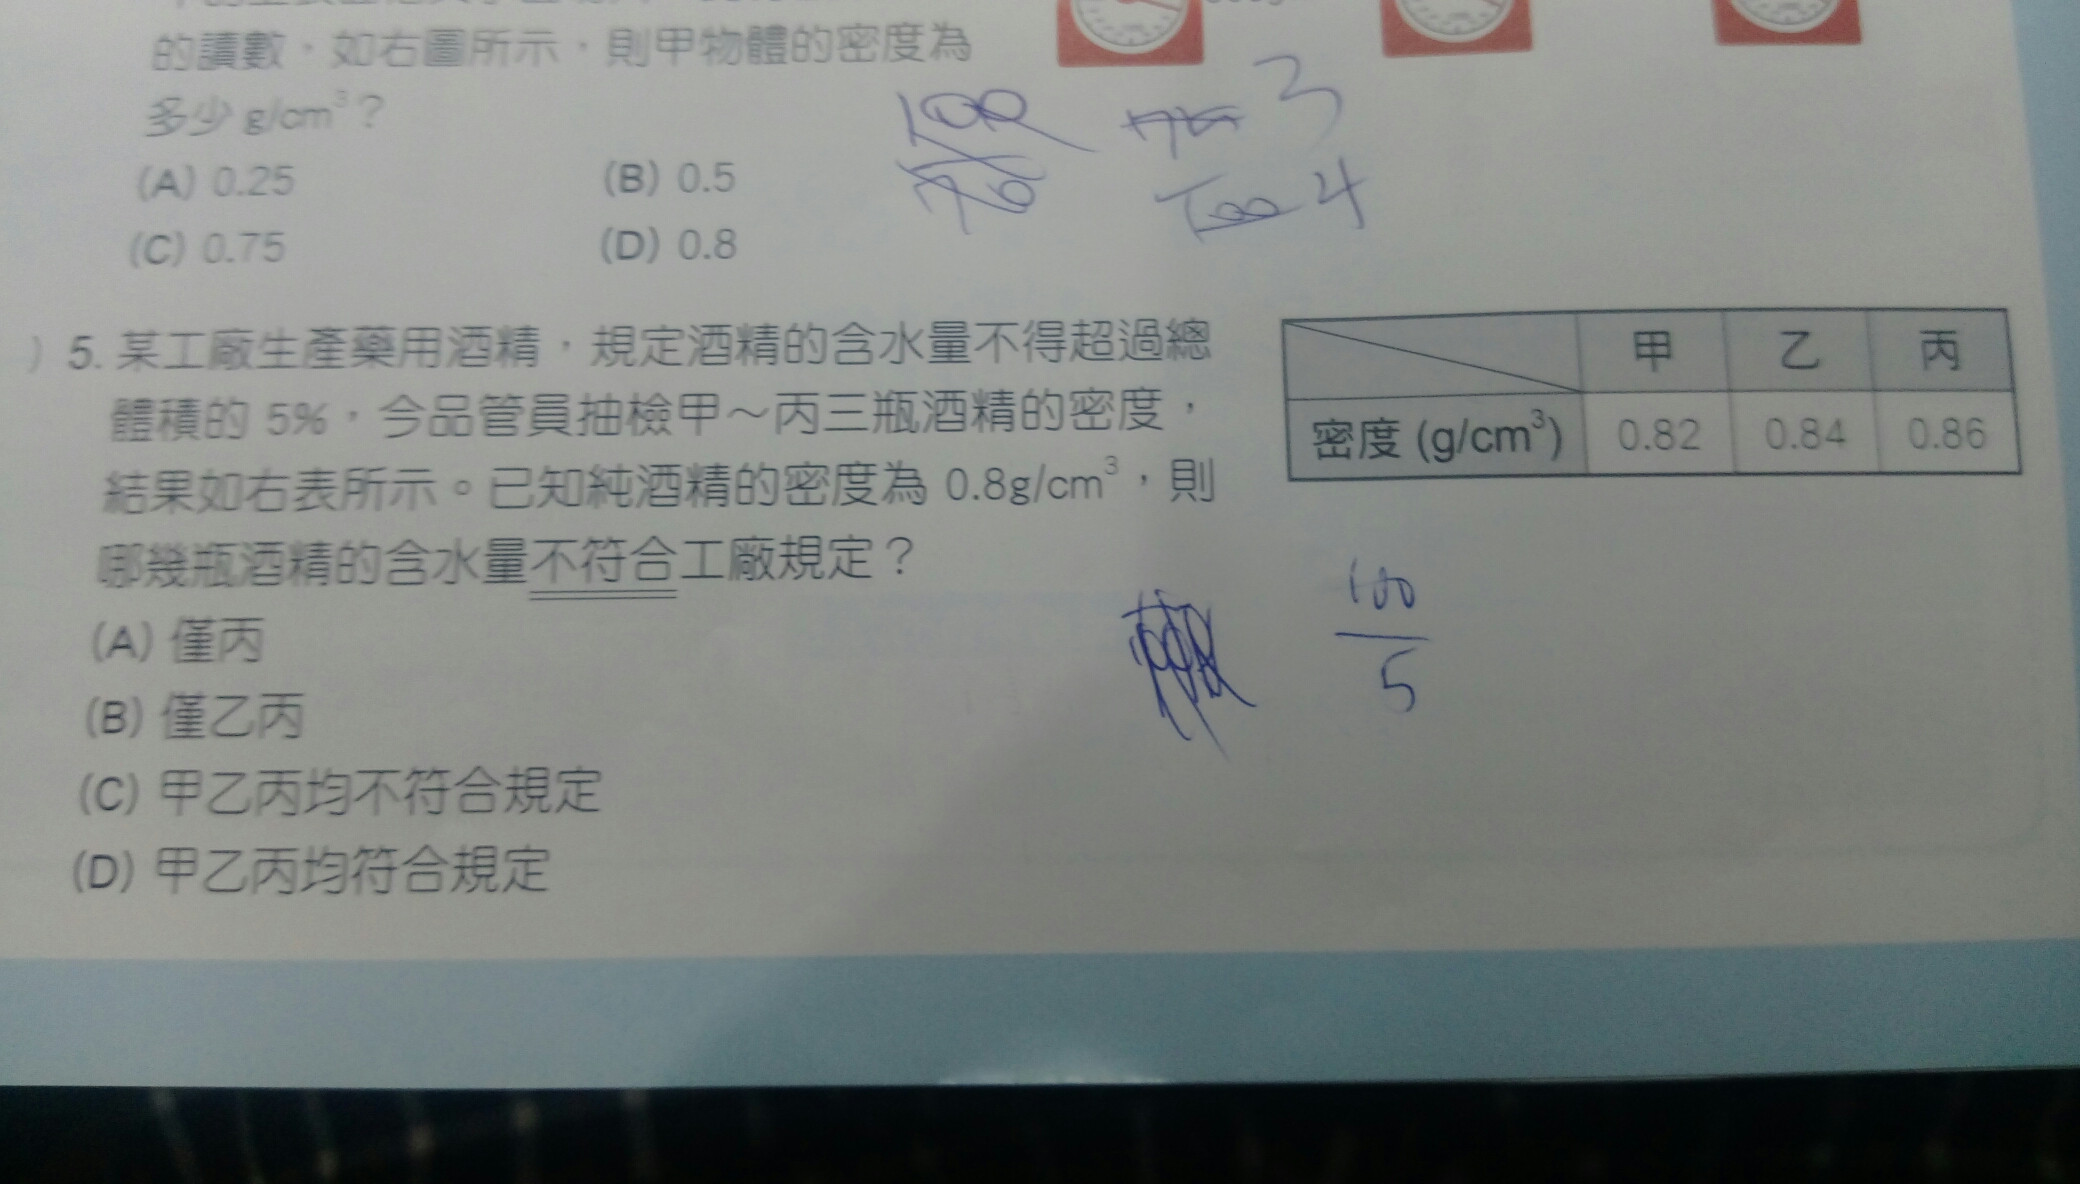 的讀數，如右圖所示，則甲物體的密度為
多少 g/cm³？
(A) 0.25 (B) 0.5
(C) 0.75 (D) 0.8
100
3
4
) 5. 某工廠生產藥用酒精，規定酒精的含水量不得超過總
體積的 5%，今品管員抽檢甲～丙三瓶酒精的密度，
結果如右表所示。已知純酒精的密度為 0.8g/cm³，則
哪幾瓶酒精的含水量不符合工廠規定？
(A) 僅丙
(B) 僅乙丙
(C) 甲乙丙均不符合規定
(D) 甲乙丙均符合規定
甲 乙 丙
密度 (g/cm³) 0.82 0.84 0.86
100
5